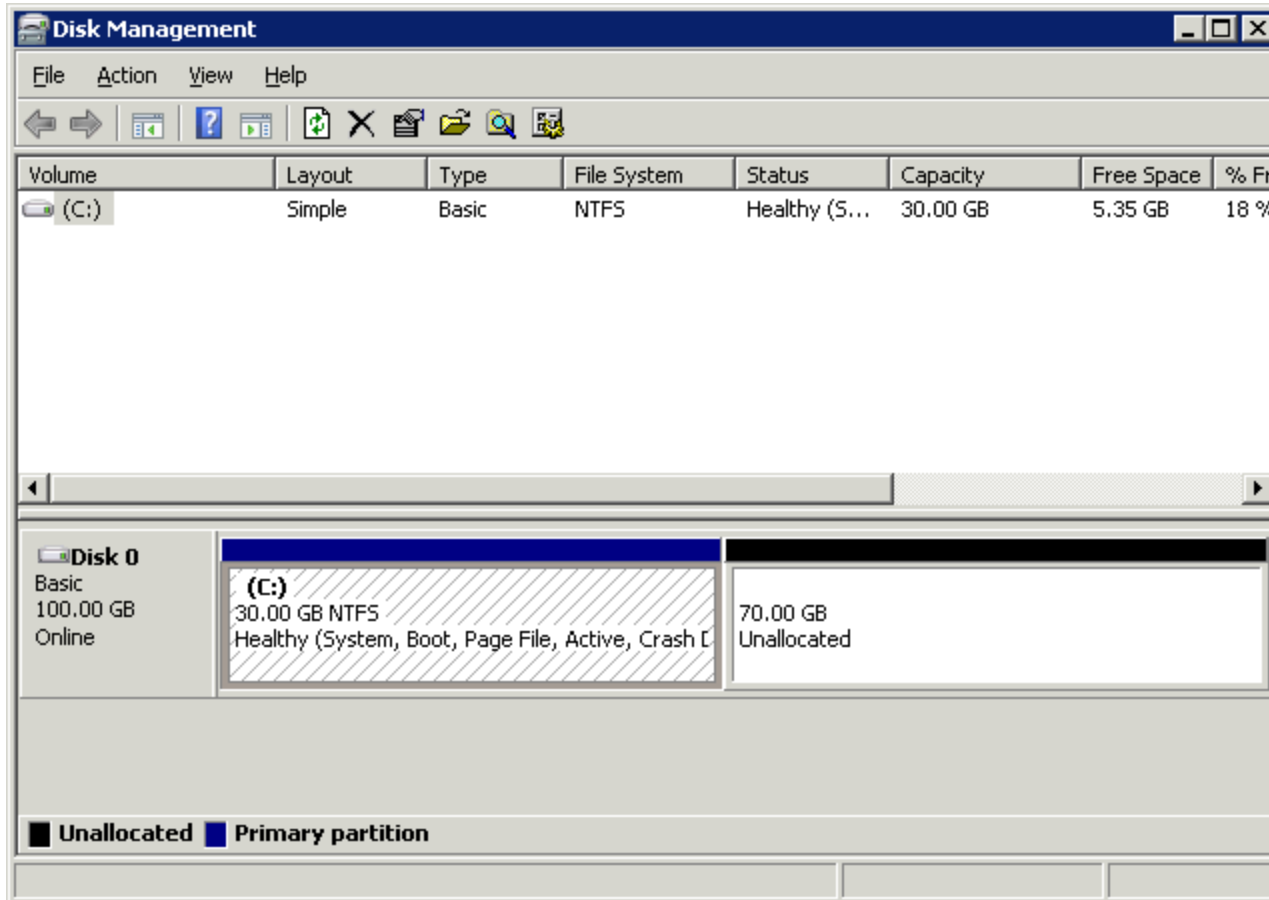 Disk Management
File Action View Help
Volume Layout Type File System Status Capacity Free Space % Fr
(C:) Simple Basic NTFS Healthy (S... 30.00 GB 5.35 GB 18 %
Disk 0
Basic
100.00 GB
Online
(C:)
30.00 GB NTFS
Healthy (System, Boot, Page File, Active, Crash D
70.00 GB
Unallocated
Unallocated Primary partition